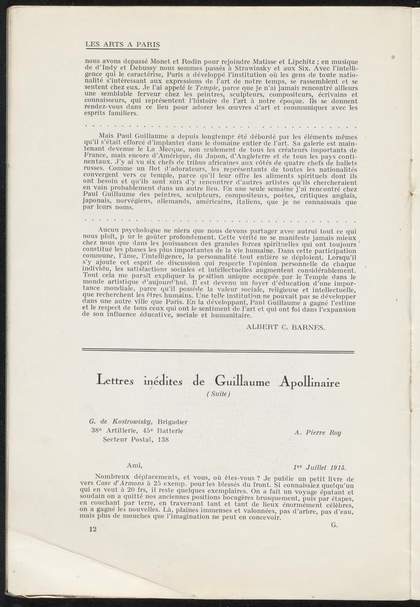 LES ARTS A PARIS
nous avons dépassé Monet et Rodin pour rejoindre Matisse et Lipchitz ; en musique
de d'Indy et Debussy nous sommes passés à Strawinsky et aux Six. Avec l'intelli-
gence qui le caractérise, Paris a développé l'institution où les gens de toute natio-
nalité s'intéressant aux expressions de l'art de notre temps, se rassemblent et se
sentent chez eux. Je l'ai appelé le Temple, parce que je n'ai jamais rencontré ailleurs
une semblable ferveur chez les peintres, sculpteurs, compositeurs, écrivains et
connaisseurs, qui représentent l'histoire de l'art à notre époque. Ils se donnent
rendez-vous dans ce lieu pour adorer les œuvres d'art et communiquer avec les
esprits familiers.
Mais Paul Guillaume a depuis longtemps été débordé par les éléments mêmes
qu'il s'était efforcé d'implanter dans le domaine entier de l'art. Sa galerie est main-
tenant devenue le La Mecque, non seulement de tous les créateurs importants de
France, mais encore d'Amérique, du Japon, d'Angleterre et de tous les pays conti-
nentaux. J'y ai vu six chefs de tribus africaines aux côtés de quatre chefs de ballets
russes. Comme un flot d'adorateurs, les représentants de toutes les nationalités
convergent vers ce temple, parce qu'il leur offre les aliments spirituels dont ils
ont besoin et qu'ils sont sûrs d'y rencontrer d'autres artistes qu'ils chercheraient
en vain probablement dans un autre lieu. En une seule semaine j'ai rencontré chez
Paul Guillaume des peintres, sculpteurs, compositeurs, poètes, critiques anglais,
japonais, norvégiens, allemands, américains, italiens, que je ne connaissais que
par leurs noms.
Aucun psychologue ne niera que nous devons partager avec autrui tout ce qui
nous plaît, p ur le goûter profondément. Cette vérité ne se manifeste jamais mieux
chez nous que dans les jouissances des grandes forces spirituelles qui ont toujours
constitué les phases les plus importantes de la vie humaine. Dans cette participation
commune, l'âme, l'intelligence, la personnalité tout entière se déploient. Lorsqu'il
s'y ajoute cet esprit de discussion qui respecte l'opinion personnelle de chaque
individu, les satisfactions sociales et intellectuelles augmentent considérablement.
Tout cela me paraît expliquer la position unique occupée par le Temple dans le
monde artistique d'aujourd'hui. Il est devenu un foyer d'éducation d'une impor-
tance mondiale, parce qu'il possède la valeur sociale, religieuse et intellectuelle,
que recherchent les êtres humains. Une telle institution ne pouvait pas se développer
dans une autre ville que Paris. En la développant, Paul Guillaume a gagné l'estime
et le respect de tous ceux qui ont le sentiment de l'art et qui ont foi dans l'expansion
de son influence éducative, sociale et humanitaire.
ALBERT C. BARNES.
Lettres inédites de Guillaume Apollinaire
(Suite)
G. de Kostrowisky, Brigadier
38e Artillerie, 45e Batterie
Secteur Postal, 138
A. Pierre Roy
Ami,
1er Juillet 1915.
Nombreux déplacements, et vous, où êtes-vous ? Je publie un petit livre de
vers Case d'Armons à 25 exemp. pour les blessés du front. Si connaissiez quelqu'un
qui en veut à 20 frs, il reste quelques exemplaires. On a fait un voyage épatant et
soudain on a quitté nos anciennes positions bocagères brusquement, puis par étapes,
en couchant par terre, en traversant tant et tant de lieux énormément célèbres,
on a gagné les nouvelles. Là, plaines immenses et valonnées, pas d'arbre, pas d'eau,
mais plus de mouches que l'imagination ne peut en concevoir.
G.
12